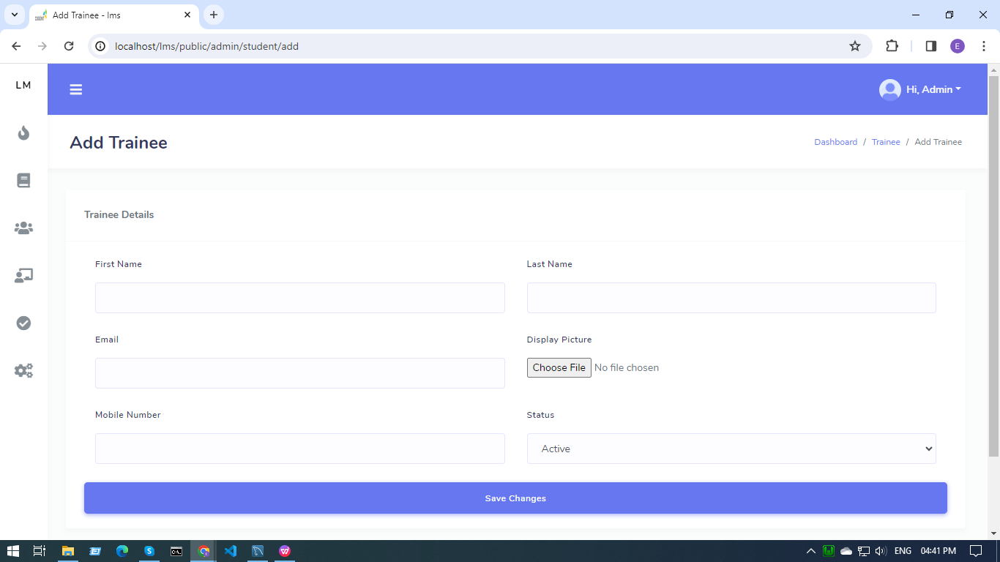 Add Trainee - lms
localhost/lms/public/admin/student/add
E
LM
Hi, Admin
Add Trainee
Dashboard / Trainee / Add Trainee
Trainee Details
First Name
Last Name
Email
Display Picture
Choose File No file chosen
Mobile Number
Status
Active
Save Changes
ENG
04:41 PM